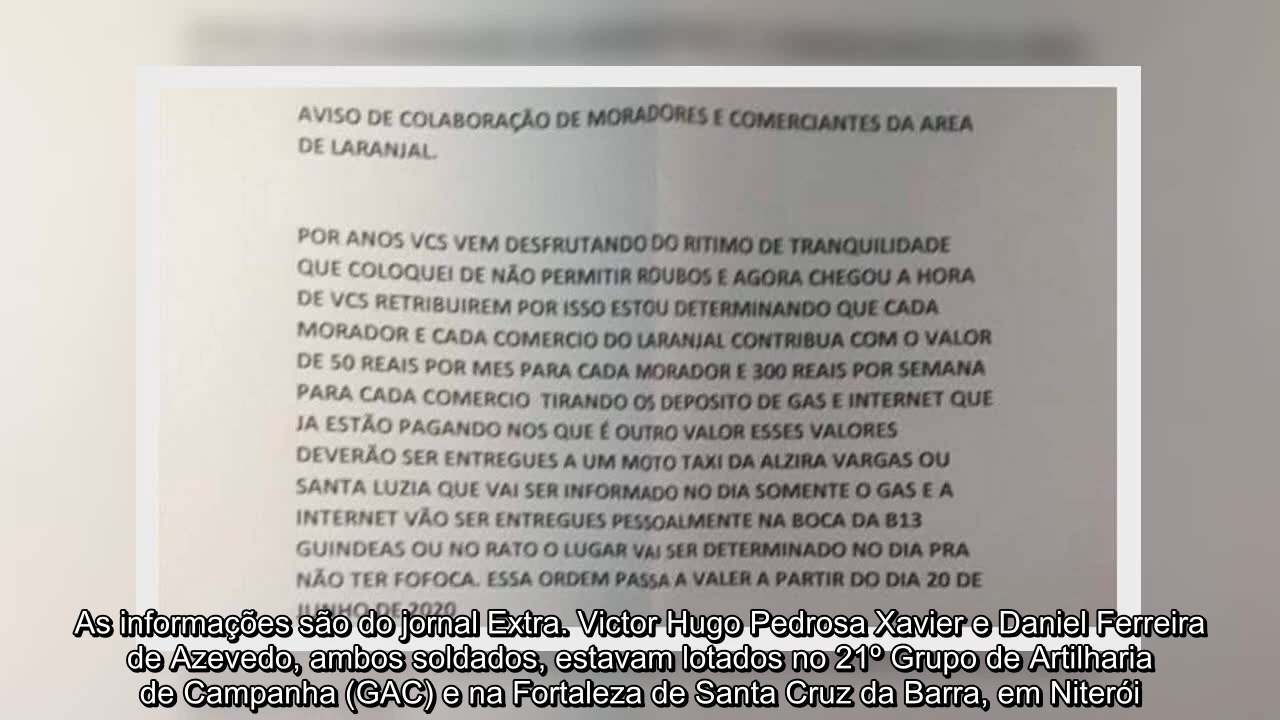 AVISO DE COLABORAÇÃO DE MORADORES E COMERCIANTES DA AREA
DE LARANJAL.
POR ANOS VCS VEM DESFRUTANDO DO RITIMO DE TRANQUILIDADE
QUE COLOQUEI DE NÃO PERMITIR ROUBOS E AGORA CHEGOU A HORA
DE VCS RETRIBUIREM POR ISSO ESTOU DETERMINANDO QUE CADA
MORADOR E CADA COMERCIO DO LARANJAL CONTRIBUA COM O VALOR
DE 50 REAIS POR MES PARA CADA MORADOR E 300 REAIS POR SEMANA
PARA CADA COMERCIO TIRANDO OS DEPOSITO DE GAS E INTERNET QUE
JA ESTÃO PAGANDO NOS QUE É OUTRO VALOR ESSES VALORES
DEVERÃO SER ENTREGUES A UM MOTO TAXI DA ALZIRA VARGAS OU
SANTA LUZIA QUE VAI SER INFORMADO NO DIA SOMENTE O GAS E A
INTERNET VÃO SER ENTREGUES PESSOALMENTE NA BOCA DA B13
GUINDEAS OU NO RATO O LUGAR VAI SER DETERMINADO NO DIA PRA
NÃO TER FOFOCA. ESSA ORDEM PASSA A VALER A PARTIR DO DIA 20 DE
JUNHO DE 2020
As informações são do jornal Extra. Victor Hugo Pedrosa Xavier e Daniel Ferreira
de Azevedo, ambos soldados, estavam lotados no 21º Grupo de Artilharia
de Campanha (GAC) e na Fortaleza de Santa Cruz da Barra, em Niterói